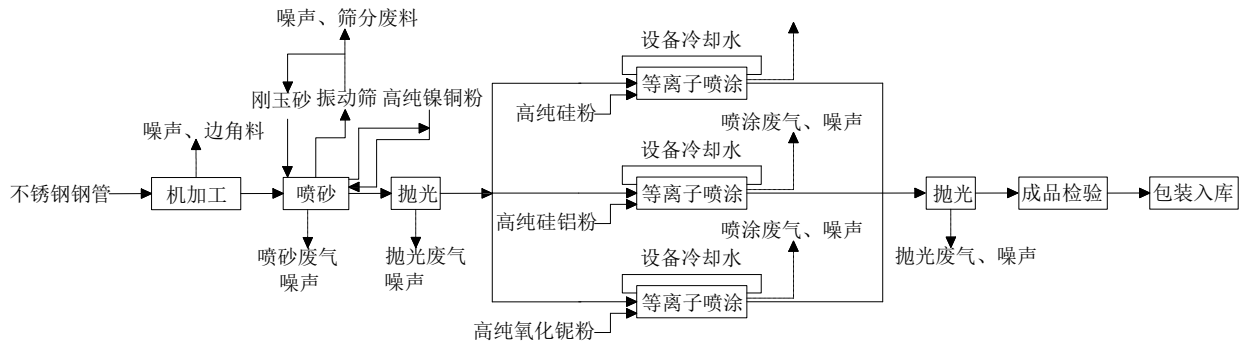 噪声、筛分废料
设备冷却水
等离子喷涂
刚玉砂
振动筛
高纯镍铜粉
高纯硅粉
噪声、边角料
喷涂废气、噪声
设备冷却水
不锈钢钢管
机加工
喷砂
抛光
等离子喷涂
抛光
成品检验
包装入库
高纯硅铝粉
喷涂废气、噪声
喷砂废气
噪声
抛光废气
噪声
设备冷却水
抛光废气、噪声
等离子喷涂
高纯氧化铌粉